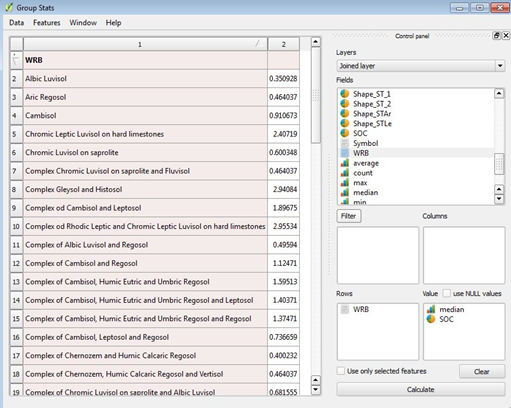 Group Stats
Data Features Window Help
1 2
1 WRB
2 Albic Luvisol 0.350928
3 Aric Regosol 0.464037
4 Cambisol 0.910673
5 Chromic Leptic Luvisol on hard limestones 2.40719
6 Chromic Luvisol on saprolite 0.600348
7 Complex Chromic Luvisol on saprolite and Fluvisol 0.464037
8 Complex Gleysol and Histosol 2.94084
9 Complex od Cambisol and Leptosol 1.89675
10 Complex od Rhodic Leptic and Chromic Leptic Luvisol on hard limestones 2.95534
11 Complex of Albic Luvisol and Regosol 0.49594
12 Complex of Cambisol and Regosol 1.12471
13 Complex of Cambisol, Humic Eutric and Umbric Regosol 1.59513
14 Complex of Cambisol, Humic Eutric and Umbric Regosol and Leptosol 1.40371
15 Complex of Cambisol, Humic Eutric and Umbric Regosol and Regosol 1.37471
16 Complex of Cambisol, Leptosol and Regosol 0.736659
17 Complex of Chernozem and Humic Calcaric Regosol 0.400232
18 Complex of Chernozem, Humic Calcaric Regosol and Vertisol 0.464037
19 Complex of Chromic Luvisol on saprolite and Albic Luvisol 0.681555
Control panel
Layers
Joined layer
Fields
Shape_ST_1
Shape_ST_2
Shape_STAr
Shape_STLe
SOC
Symbol
WRB
average
count
max
median
min
Filter Columns
Rows Value use NULL values
WRB
median
SOC
Use only selected features Clear
Calculate